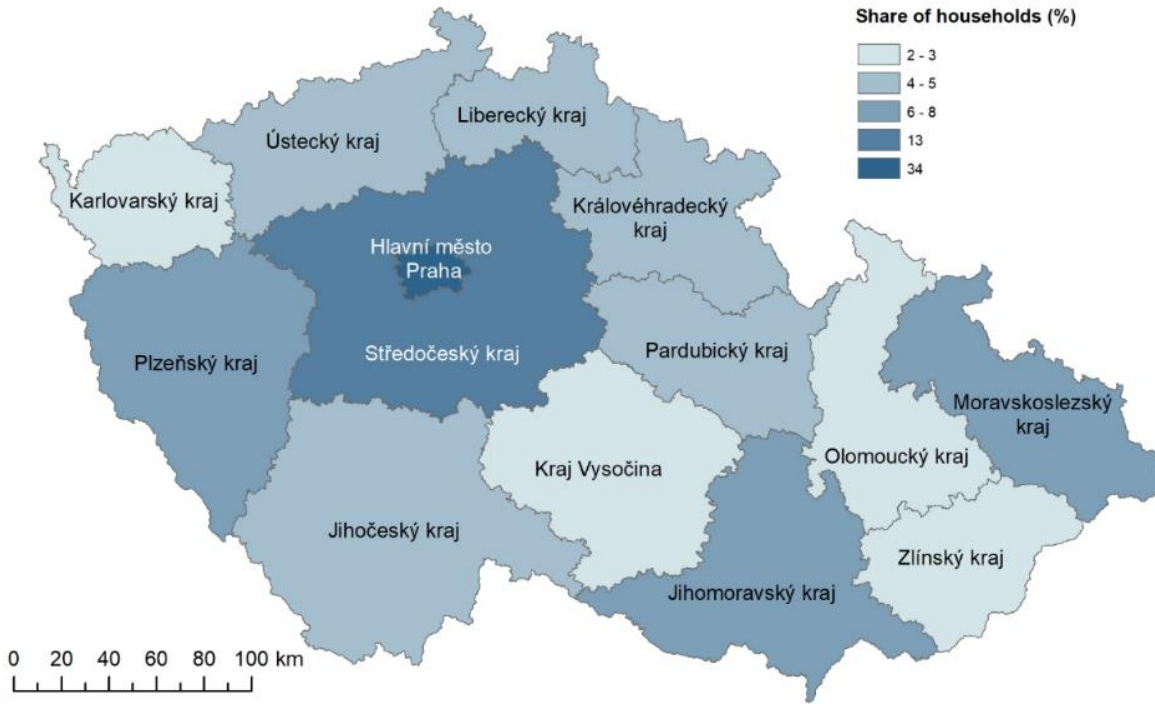 Share of households (%)
2 - 3
4 - 5
6 - 8
13
34
Liberecký kraj
Ústecký kraj
Karlovarský kraj
Královéhradecký
kraj
Hlavní město
Praha
Středočeský kraj
Pardubický kraj
Plzeňský kraj
Moravskoslezský
kraj
Olomoucký kraj
Kraj Vysočina
Jihočeský kraj
Zlínský kraj
Jihomoravský kraj
0 20 40 60 80 100 km